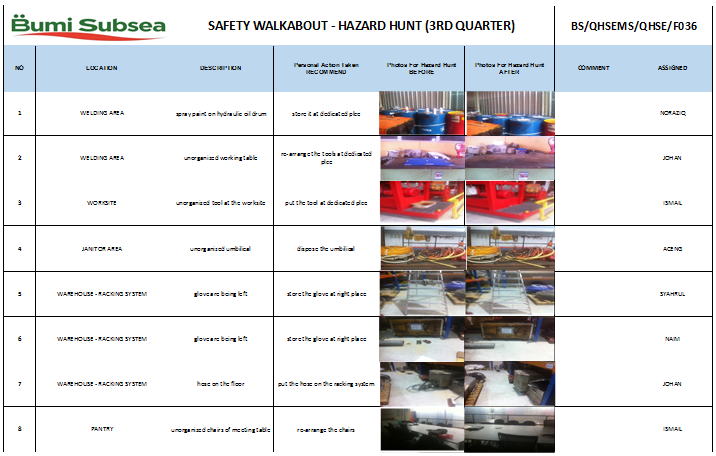 Bumi Subsea
SAFETY WALKABOUT - HAZARD HUNT (3RD QUARTER)
BS/QHSEMS/QHSE/F036
NO
LOCATION
DESCRIPTION
Personal Action Taken
RECOMMEND
Photos For Hazard Hunt
BEFORE
Photos For Hazard Hunt
AFTER
COMMENT
ASSIGNED
1
WELDING AREA
spray paint on hydraulic oil drum
store it at dedicated plce
NORAZIQ
2
WELDING AREA
unorganised working table
re-arrange the tools at dedicated
plce
JOHAN
3
WORKSITE
unorganised tool at the worksite
put the tool at dedicated plce
ISMAIL
4
JANITOR AREA
unorganised umbilical
dispose the umbilical
ACENG
5
WAREHOUSE - RACKING SYSTEM
glove are being left
store the glove at right place
SYAHRUL
6
WAREHOUSE - RACKING SYSTEM
glove are being left
store the glove at right place
NAIM
7
WAREHOUSE - RACKING SYSTEM
hose on the floor
put the hose on the racking system
JOHAN
8
PANTRY
unorganised chairs of meeting table
re-arrange the chairs
ISMAIL